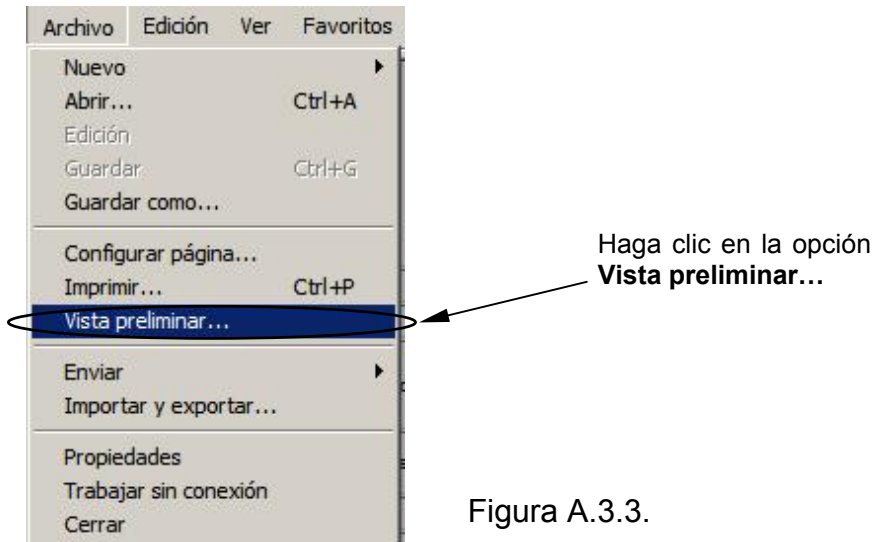 Archivo Edición Ver Favoritos
Nuevo
Abrir... Ctrl+A
Edición
Guardar Ctrl+G
Guardar como...
Configurar página...
Imprimir... Ctrl+P
Vista preliminar...
Enviar
Importar y exportar...
Propiedades
Trabajar sin conexión
Cerrar
Haga clic en la opción
Vista preliminar...
Figura A.3.3.